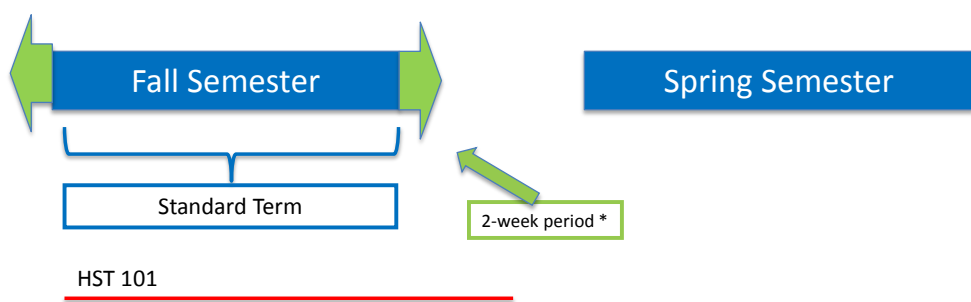 Fall Semester
Spring Semester
Standard Term
2-week period *
HST 101